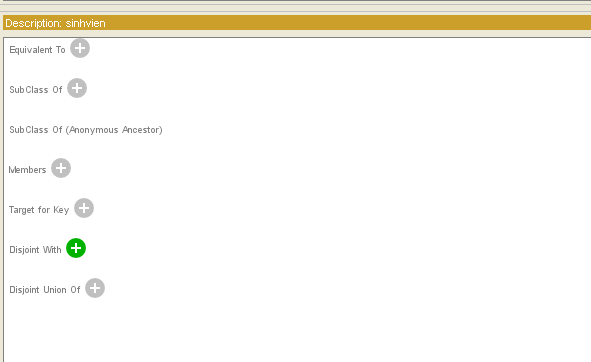 Description: sinhvien
Equivalent To
SubClass Of
SubClass Of (Anonymous Ancestor)
Members
Target for Key
Disjoint With
Disjoint Union Of